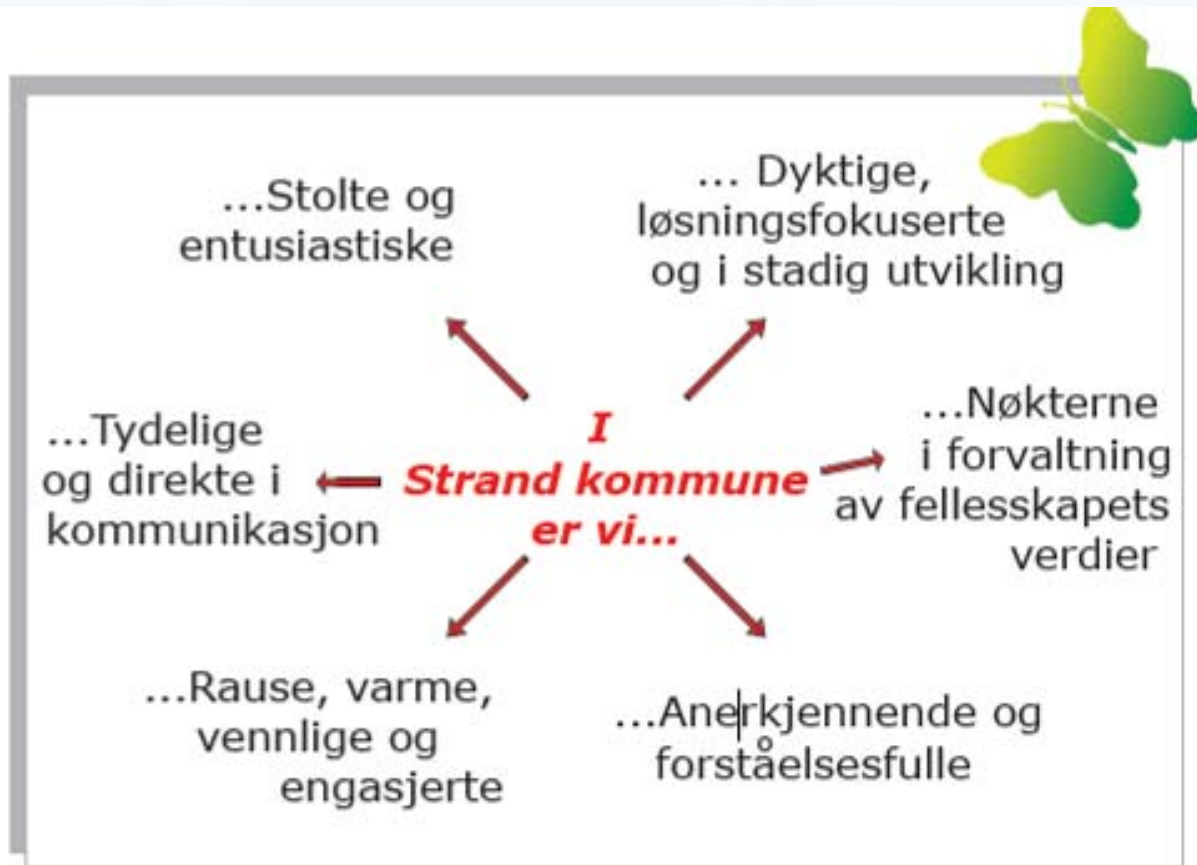 ...Stolte og
entusiastiske
... Dyktige,
løsningsfokuserte
og i stadig utvikling
...Tydelige
og direkte i
kommunikasjon
I
Strand kommune
er vi...
...Nøkterne
i forvaltning
av fellesskapets
verdier
...Rause, varme,
vennlige og
engasjerte
...Anerkjennende og
forståelsesfulle